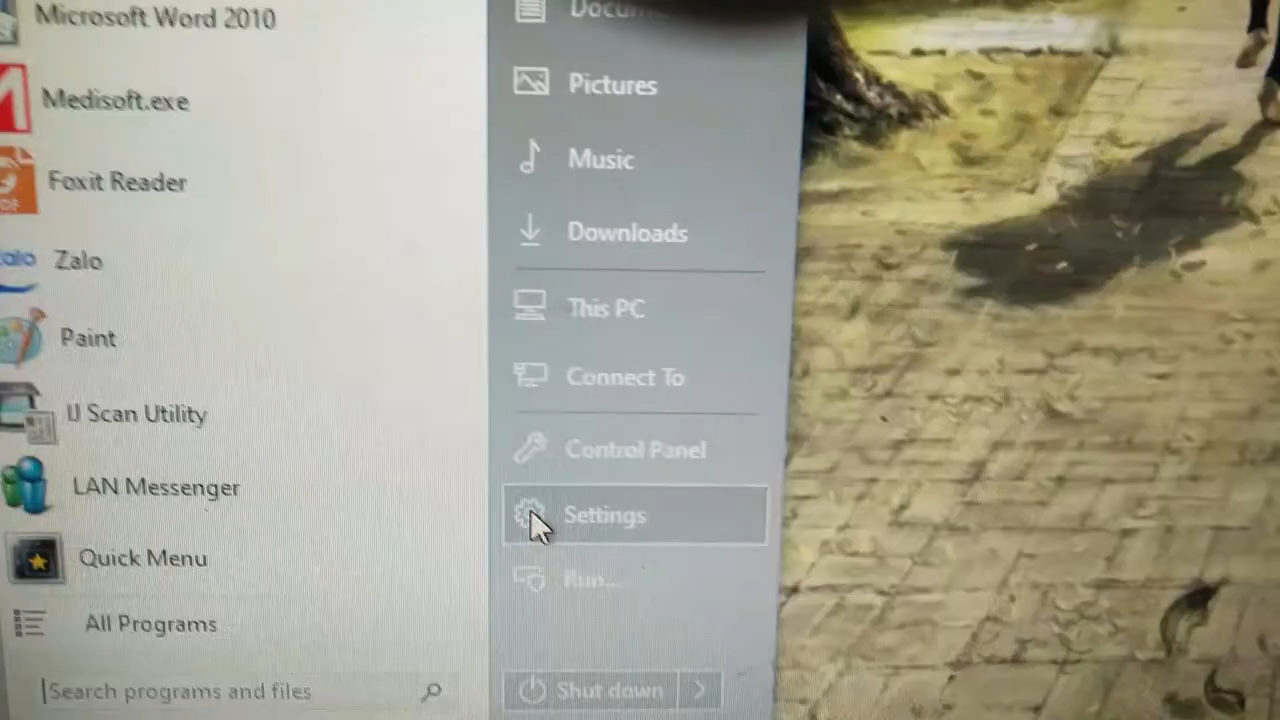 Microsoft Word 2010
Medisoft.exe
Foxit Reader
Zalo
Paint
IJ Scan Utility
LAN Messenger
Quick Menu
All Programs
Search programs and files
Pictures
Music
Downloads
This PC
Connect To
Control Panel
Settings
Run...
Shut down